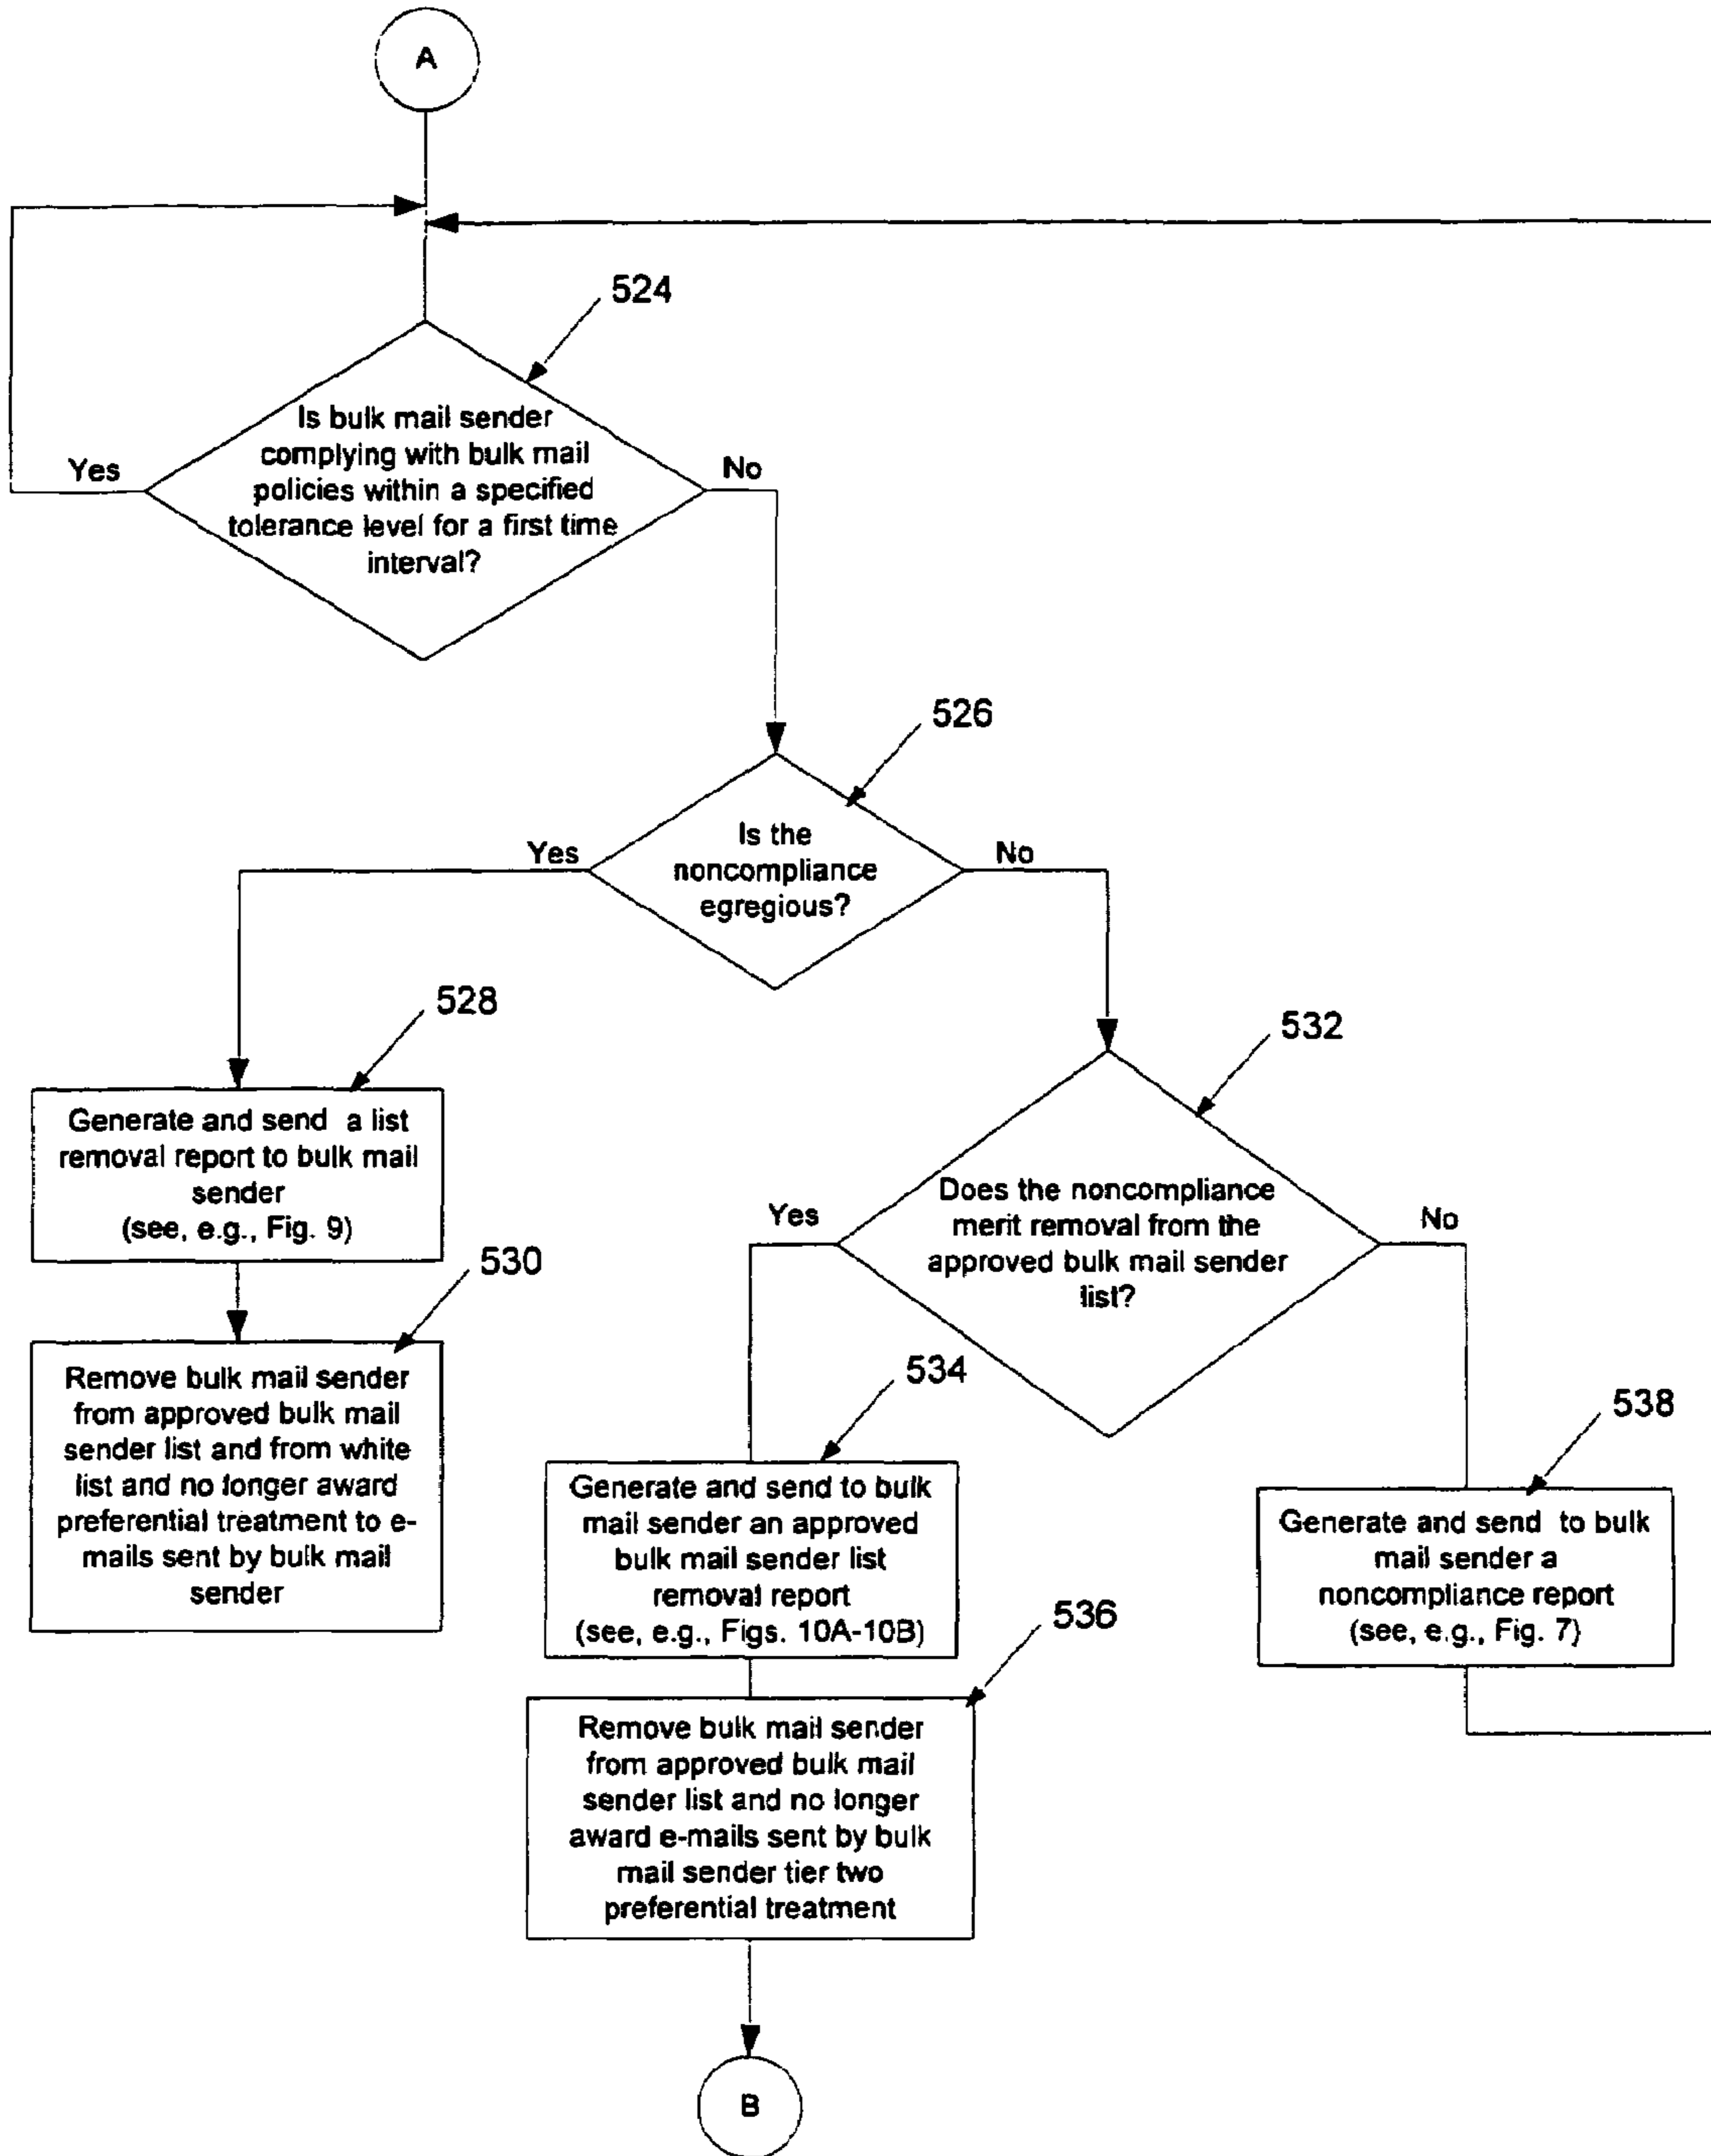 A
524
Is bulk mail sender
complying with bulk mail
policies within a specified
tolerance level for a first time
interval?
Yes
No
526
Is the
noncompliance
egregious?
Yes
No
528
Generate and send a list
removal report to bulk mail
sender
(see, e.g., Fig. 9)
532
Does the noncompliance
merit removal from the
approved bulk mail sender
list?
Yes
No
530
Remove bulk mail sender
from approved bulk mail
sender list and from white
list and no longer award
preferential treatment to e-
mails sent by bulk mail
sender
534
Generate and send to bulk
mail sender an approved
bulk mail sender list
removal report
(see, e.g., Figs. 10A-10B)
538
Generate and send to bulk
mail sender a
noncompliance report
(see, e.g., Fig. 7)
536
Remove bulk mail sender
from approved bulk mail
sender list and no longer
award e-mails sent by bulk
mail sender tier two
preferential treatment
B